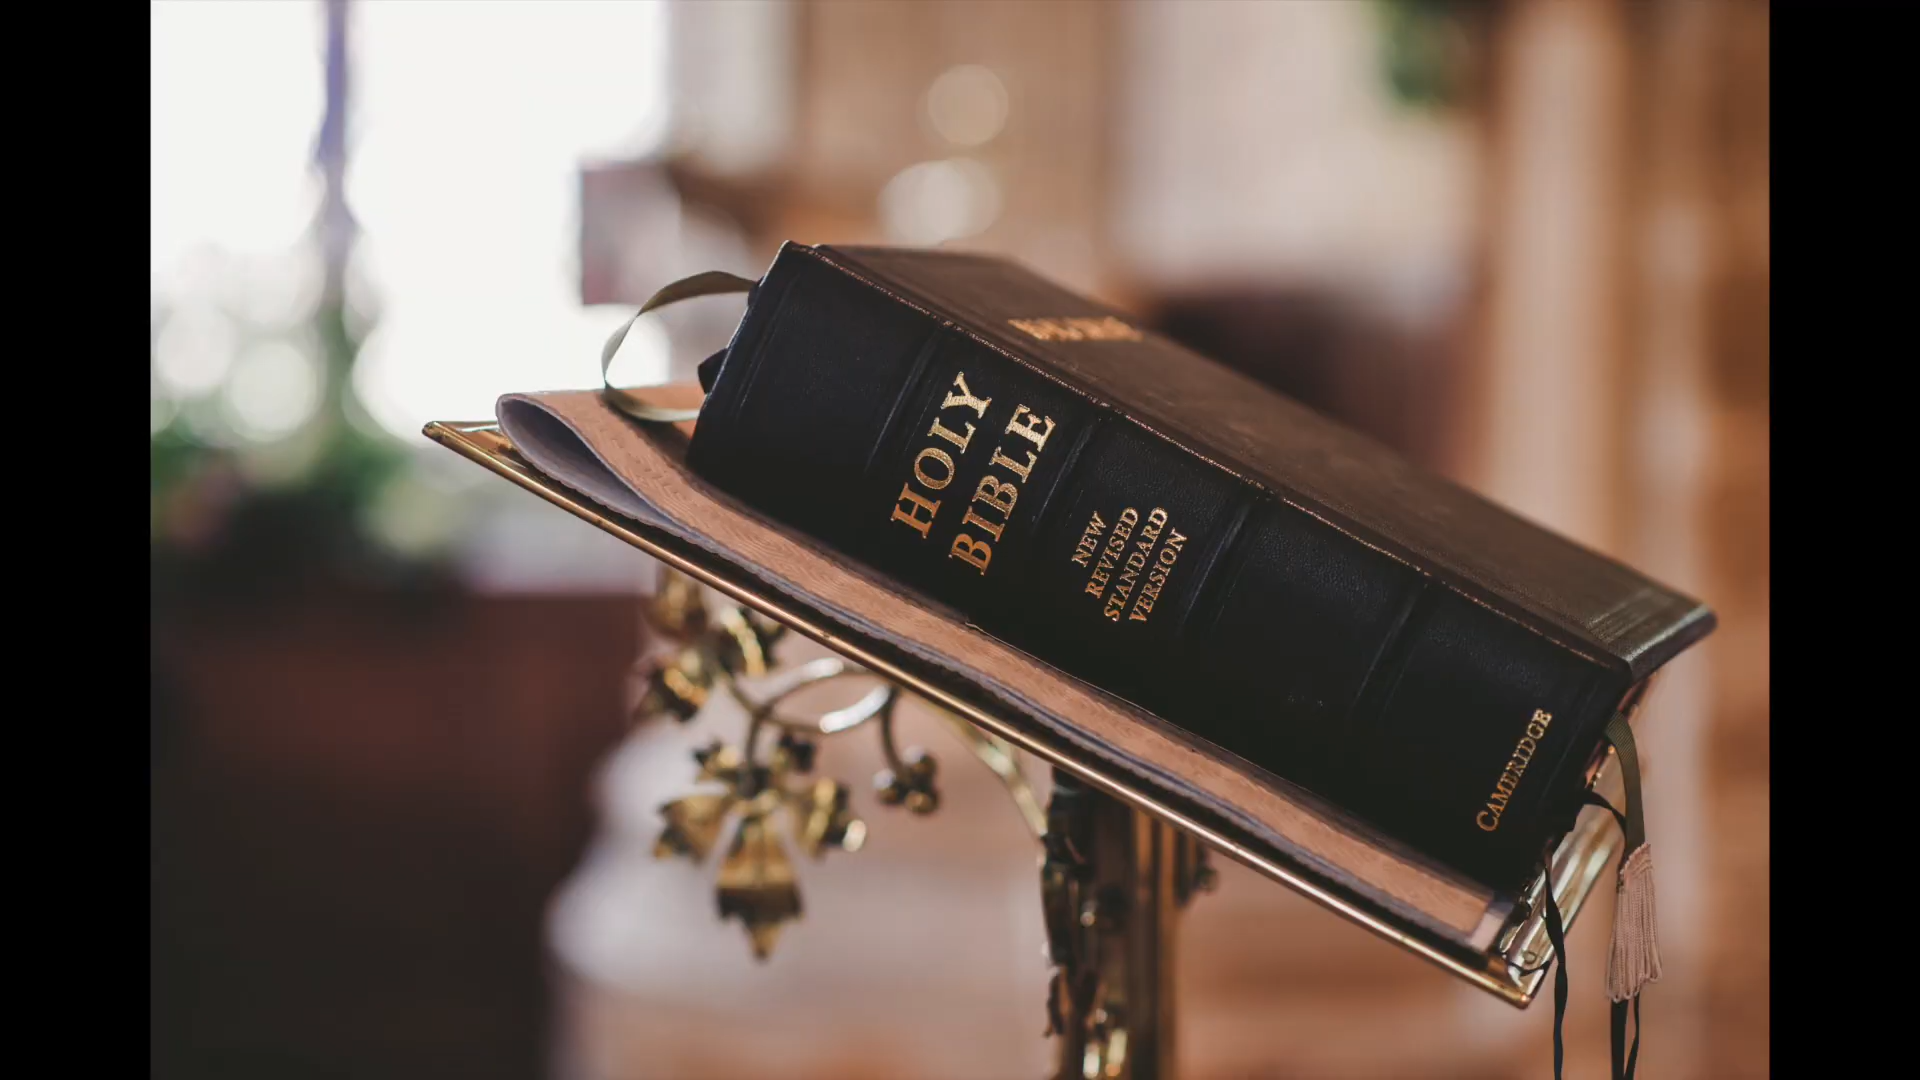 HOLY
BIBLE
NEW
REVISED
STANDARD
VERSION
CAMBRIDGE